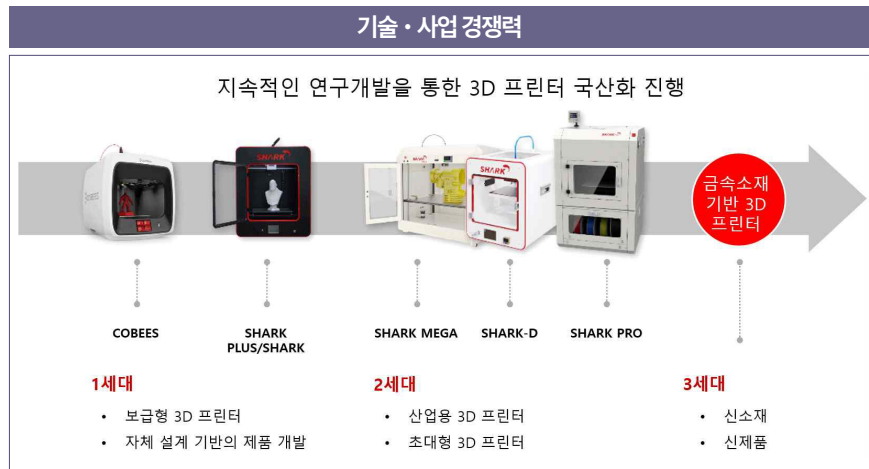 기술·사업 경쟁력
지속적인 연구개발을 통한 3D 프린터 국산화 진행
SHARK
SHARK
SHARK
금속소재
기반 3D
프린터
COBEES
SHARK
PLUS/SHARK
SHARK MEGA
SHARK-D
SHARK PRO
1세대
• 보급형 3D 프린터
• 자체 설계 기반의 제품 개발
2세대
• 산업용 3D 프린터
• 초대형 3D 프린터
3세대
• 신소재
• 신제품